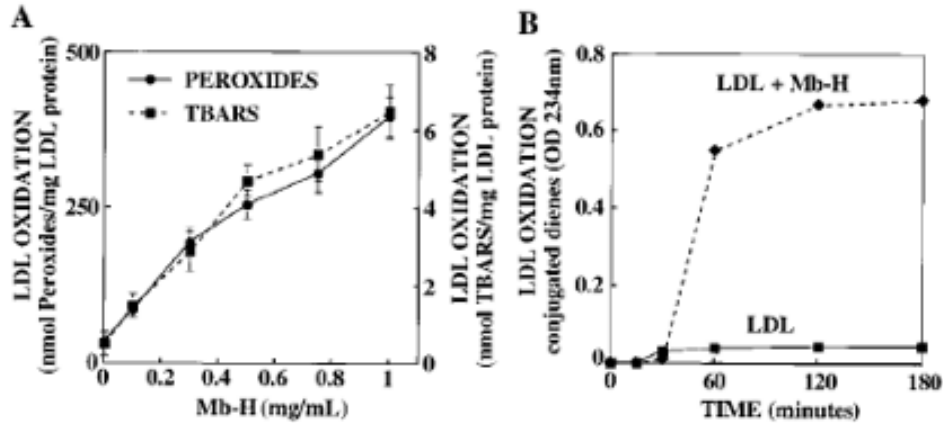 A
LDL OXIDATION
(nmol Peroxides/mg LDL protein)
500
250
0
PEROXIDES
TBARS
8
6
4
2
0
LDL OXIDATION
(nmol TBARS/mg LDL protein)
0 0.2 0.4 0.6 0.8 1
Mb-H (mg/mL)
B
LDL OXIDATION
conjugated dienes (OD 234nm)
0.8
0.6
0.4
0.2
0
LDL + Mb-H
LDL
0 60 120 180
TIME (minutes)